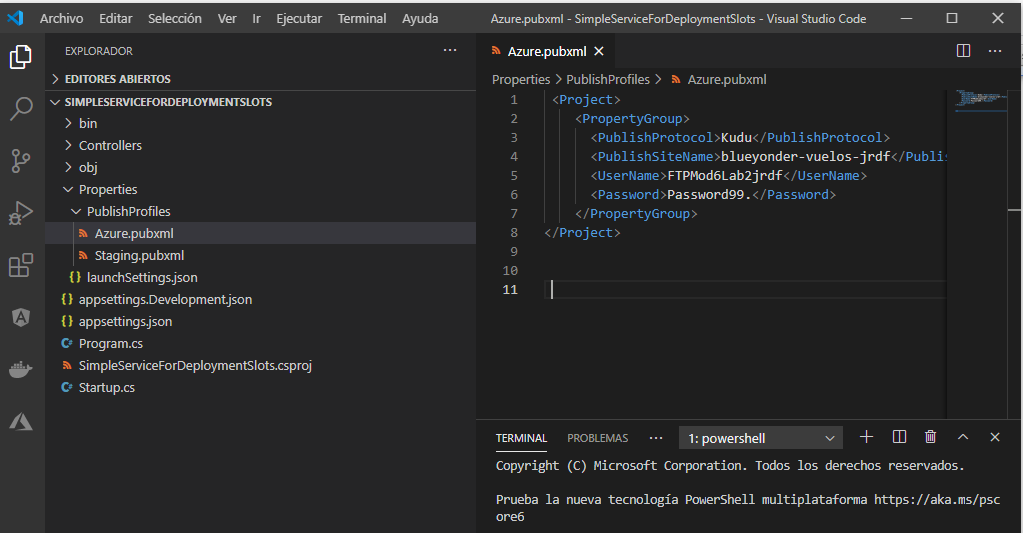 Archivo Editar Selección Ver Ir Ejecutar Terminal Ayuda Azure.pubxml - SimpleServiceForDeploymentSlots - Visual Studio Code
EXPLORADOR
EDITORES ABIERTOS
SIMPLESERVICEFORDEPLOYMENTSLOTS
bin
Controllers
obj
Properties
PublishProfiles
Azure.pubxml
Staging.pubxml
{} launchSettings.json
{} appsettings.Development.json
{} appsettings.json
C# Program.cs
SimpleServiceForDeploymentSlots.csproj
C# Startup.cs
Azure.pubxml
Properties > PublishProfiles > Azure.pubxml
1 <Project>
2 <PropertyGroup>
3 <PublishProtocol>Kudu</PublishProtocol>
4 <PublishSiteName>blueyonder-vuelos-jrdf</Publis
5 <UserName>FTPMod6Lab2jrdf</UserName>
6 <Password>Password99.</Password>
7 </PropertyGroup>
8 </Project>
9
10
11
TERMINAL PROBLEMAS ... 1: powershell
Copyright (C) Microsoft Corporation. Todos los derechos reservados.
Prueba la nueva tecnología PowerShell multiplataforma https://aka.ms/psc
ore6